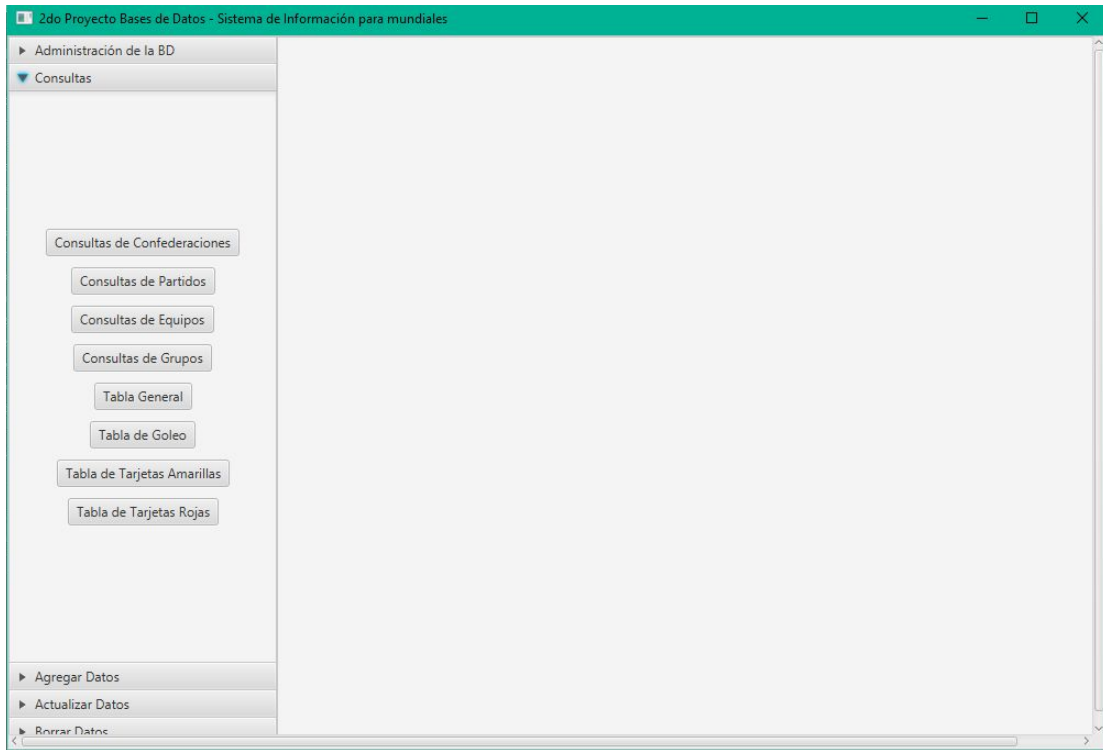 2do Proyecto Bases de Datos - Sistema de Información para mundiales
Administración de la BD
Consultas
Consultas de Confederaciones
Consultas de Partidos
Consultas de Equipos
Consultas de Grupos
Tabla General
Tabla de Goleo
Tabla de Tarjetas Amarillas
Tabla de Tarjetas Rojas
Agregar Datos
Actualizar Datos
Borrar Datos